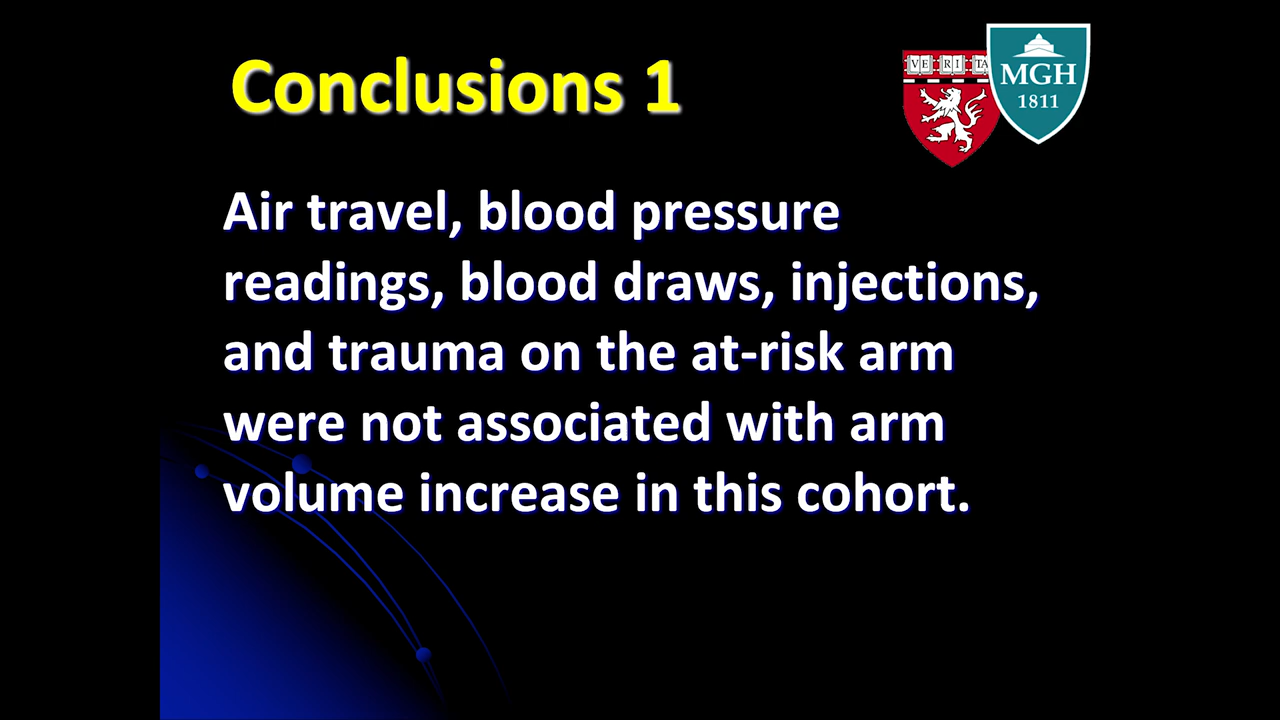 Conclusions 1
VE RI TA
MGH
1811
Air travel, blood pressure
readings, blood draws, injections,
and trauma on the at-risk arm
were not associated with arm
volume increase in this cohort.